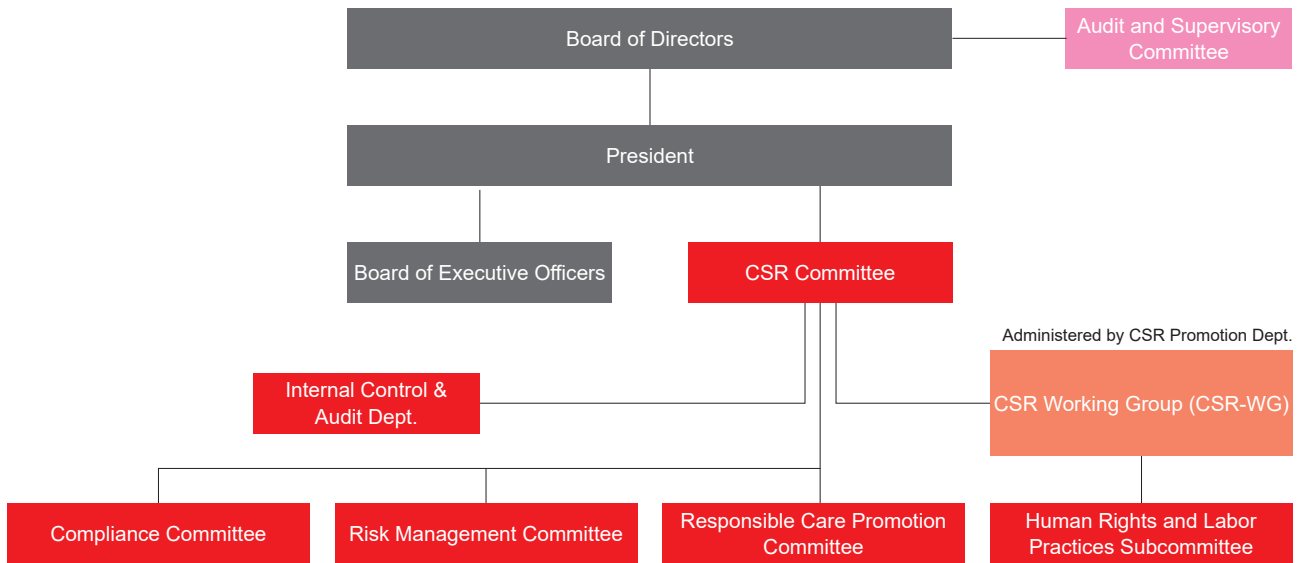 Board of Directors
Audit and Supervisory
Committee
President
Board of Executive Officers
CSR Committee
Administered by CSR Promotion Dept.
Internal Control &
Audit Dept.
CSR Working Group (CSR-WG)
Compliance Committee
Risk Management Committee
Responsible Care Promotion
Committee
Human Rights and Labor
Practices Subcommittee